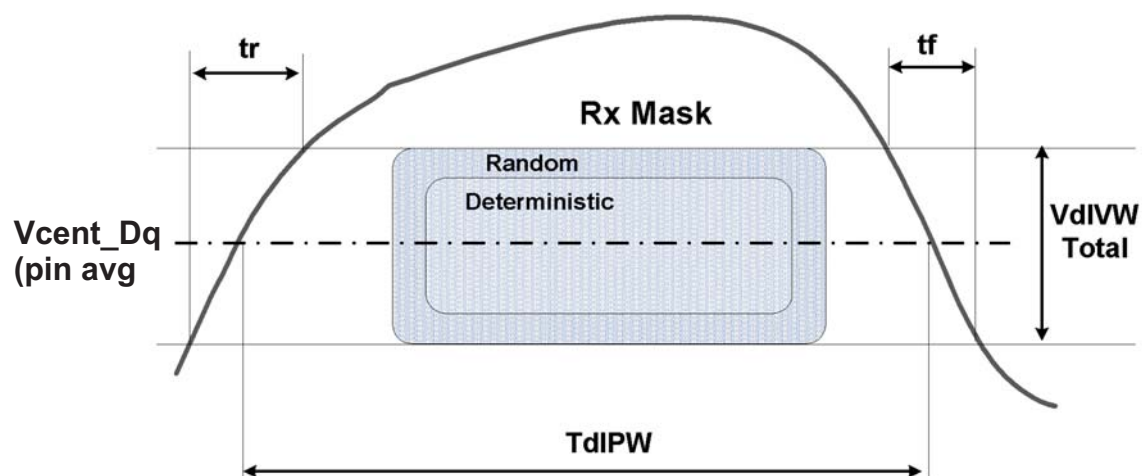 tr
tf
Rx Mask
Random
Deterministic
Vcent_Dq
(pin avg
VdIVW
Total
TdIPW